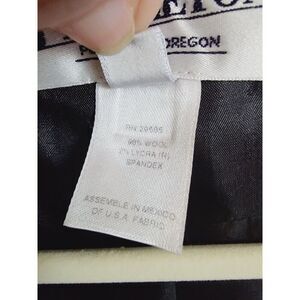 OREGON
RN 29685
98% WOOL
2% LYCRA (R)
SPANDEX
ASSEMBLE IN MEXICO
OF U.S.A. FABRIC